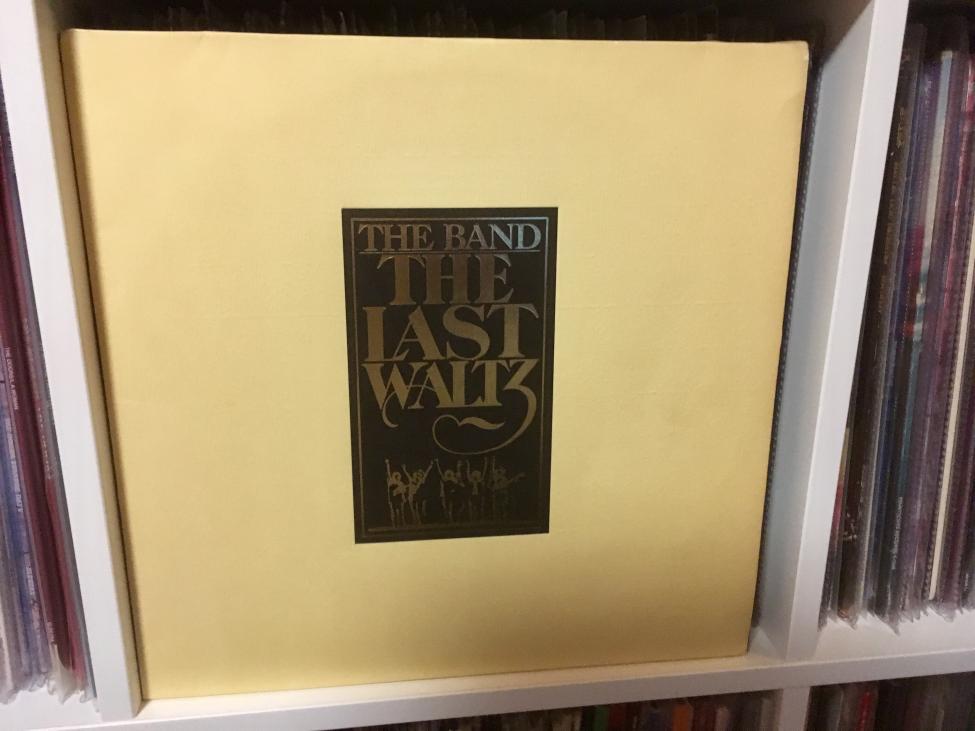 THE BAND
THE
LAST
WALTZ